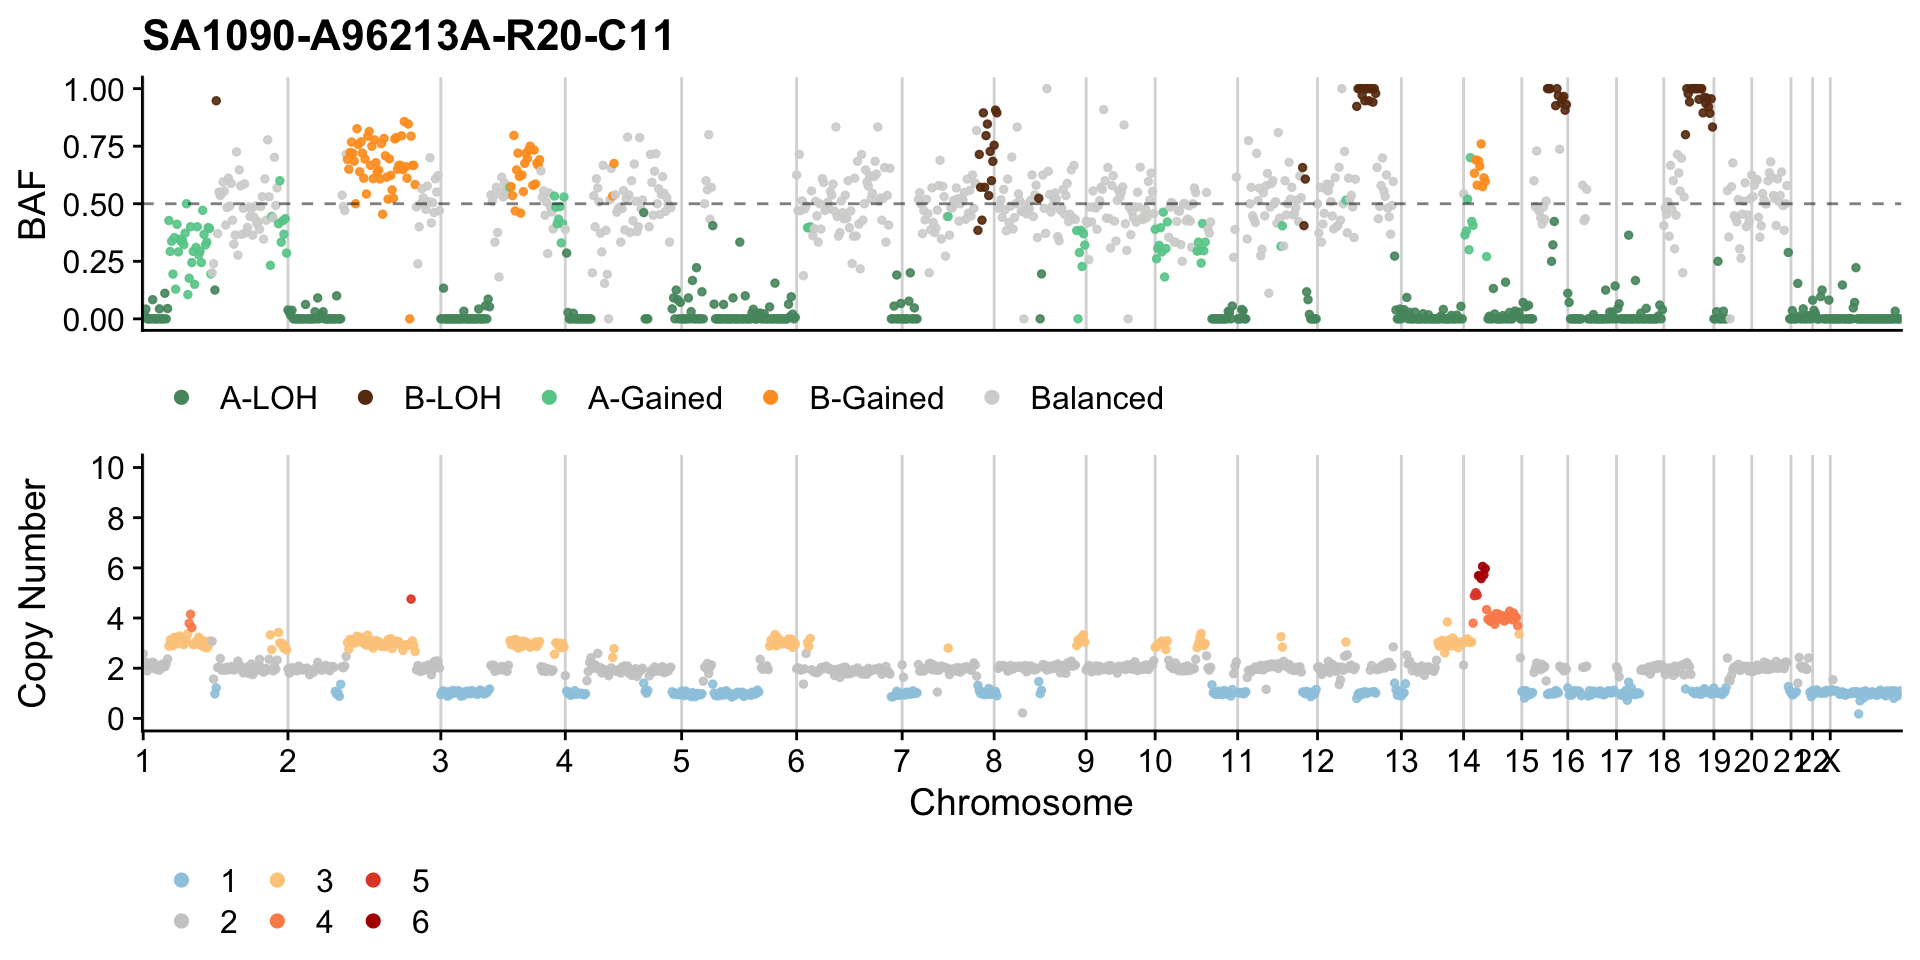 SA1090-A96213A-R20-C11
BAF
1.00
0.75
0.50
0.25
0.00
A-LOH B-LOH A-Gained B-Gained Balanced
Copy Number
10
8
6
4
2
0
1 2 3 4 5 6 7 8 9 10 11 12 13 14 15 16 17 18 19 20 21 22 X
Chromosome
1 3 5
2 4 6